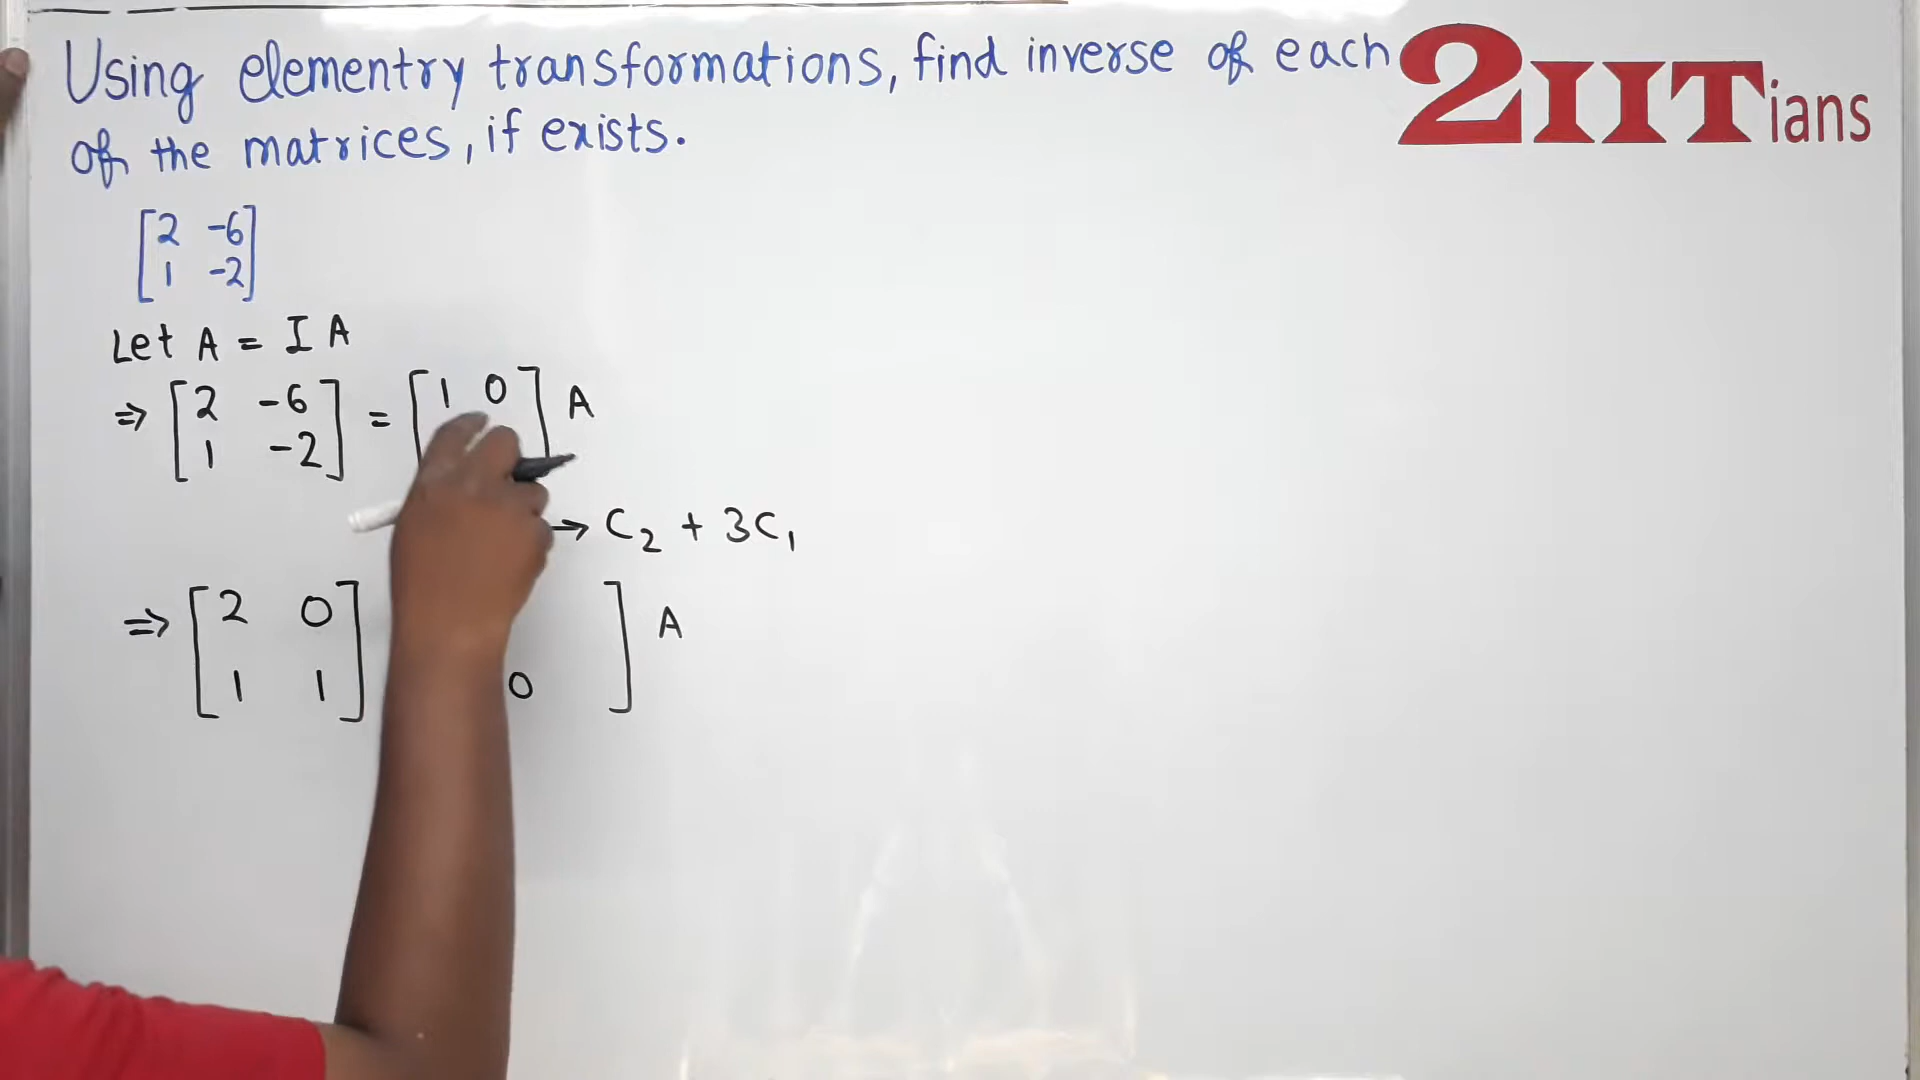 Using elementry transformations, find inverse of each
of the matrices, if exists.
2IITians
[2 -6]
[1 -2]
Let A = I A
⇒ [2 -6] = [1 0] A
[1 -2]
→ C₂ + 3C₁
⇒ [2 0] ] A
[1 1] 0 ]